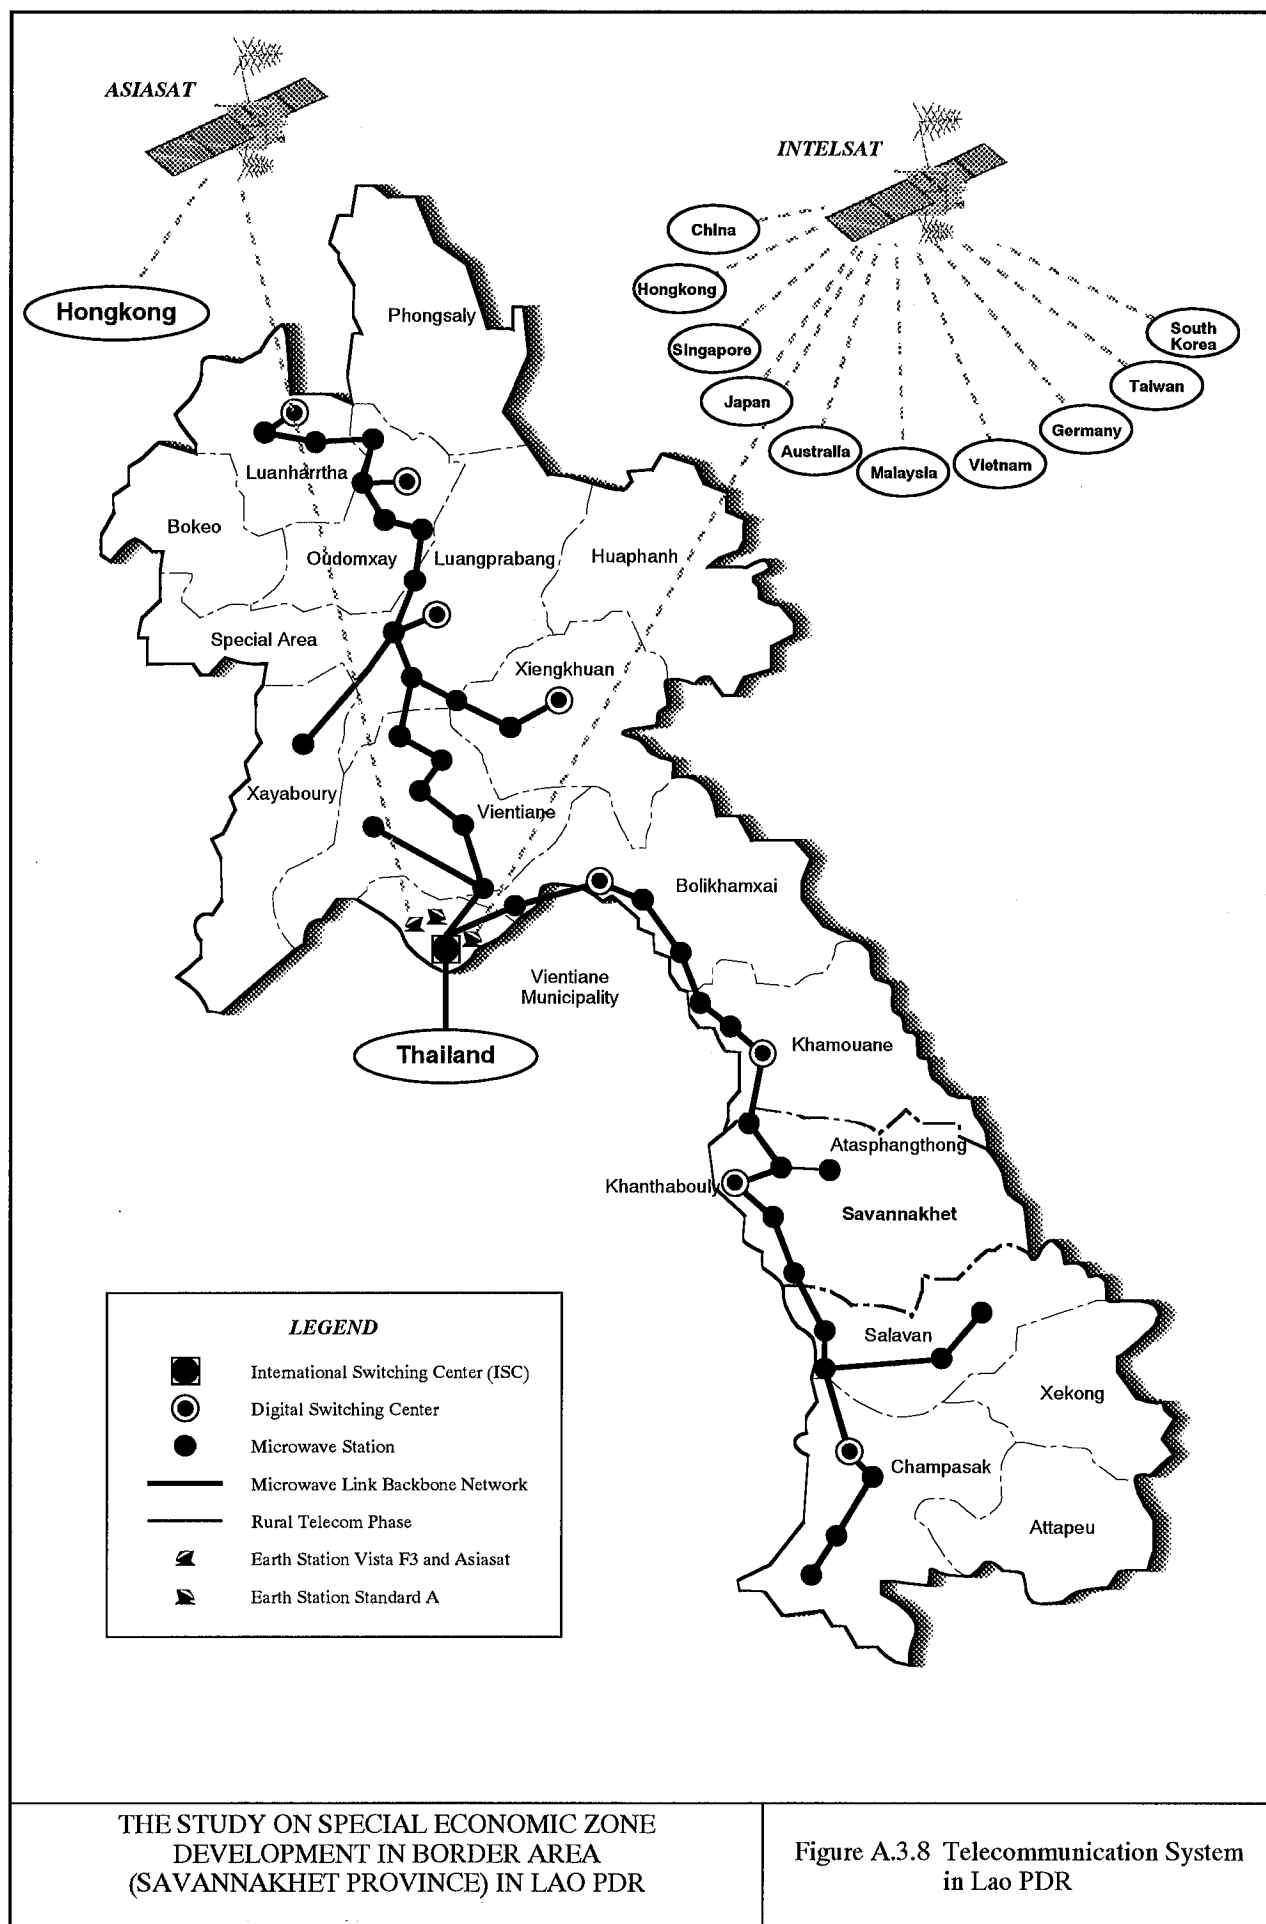 ASIASAT
INTELSAT
China
Hongkong
Hongkong
Phongsaly
South
Korea
Singapore
Taiwan
Japan
Germany
Australia
Malaysia
Vietnam
Luanharrtha
Bokeo
Oudomxay
Luangprabang
Huaphanh
Special Area
Xiengkhuan
Xayaboury
Vientiane
Bolikhamxai
Vientiane
Municipality
Khamouane
Thailand
Atasphangthong
Khanthabouly
Savannakhet
Salavan
Xekong
Champasak
Attapeu
LEGEND
International Switching Center (ISC)
Digital Switching Center
Microwave Station
Microwave Link Backbone Network
Rural Telecom Phase
Earth Station Vista F3 and Asiasat
Earth Station Standard A
THE STUDY ON SPECIAL ECONOMIC ZONE
DEVELOPMENT IN BORDER AREA
(SAVANNAKHET PROVINCE) IN LAO PDR
Figure A.3.8 Telecommunication System
in Lao PDR